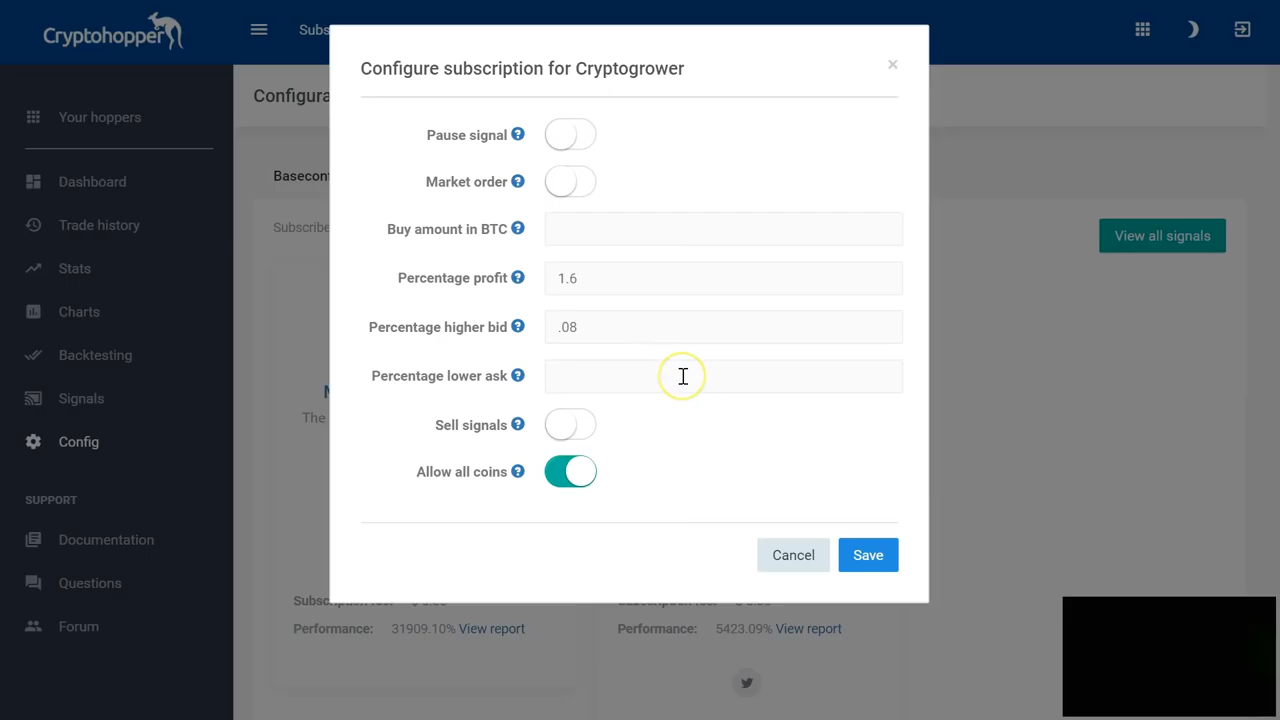 Cryptohopper
Subs
Configure subscription for Cryptogrower
×
Configura
Your hoppers
Pause signal ?
Market order ?
Dashboard
Baseconf
Trade history
Subscribe
Buy amount in BTC ?
View all signals
Stats
Percentage profit ? 1.6
Charts
Percentage higher bid ? .08
Backtesting
Percentage lower ask ?
Signals
M
The
Sell signals ?
Config
Allow all coins ?
SUPPORT
Documentation
Cancel
Save
Questions
Forum
Performance: 31909.10% View report
Performance: 5423.09% View report